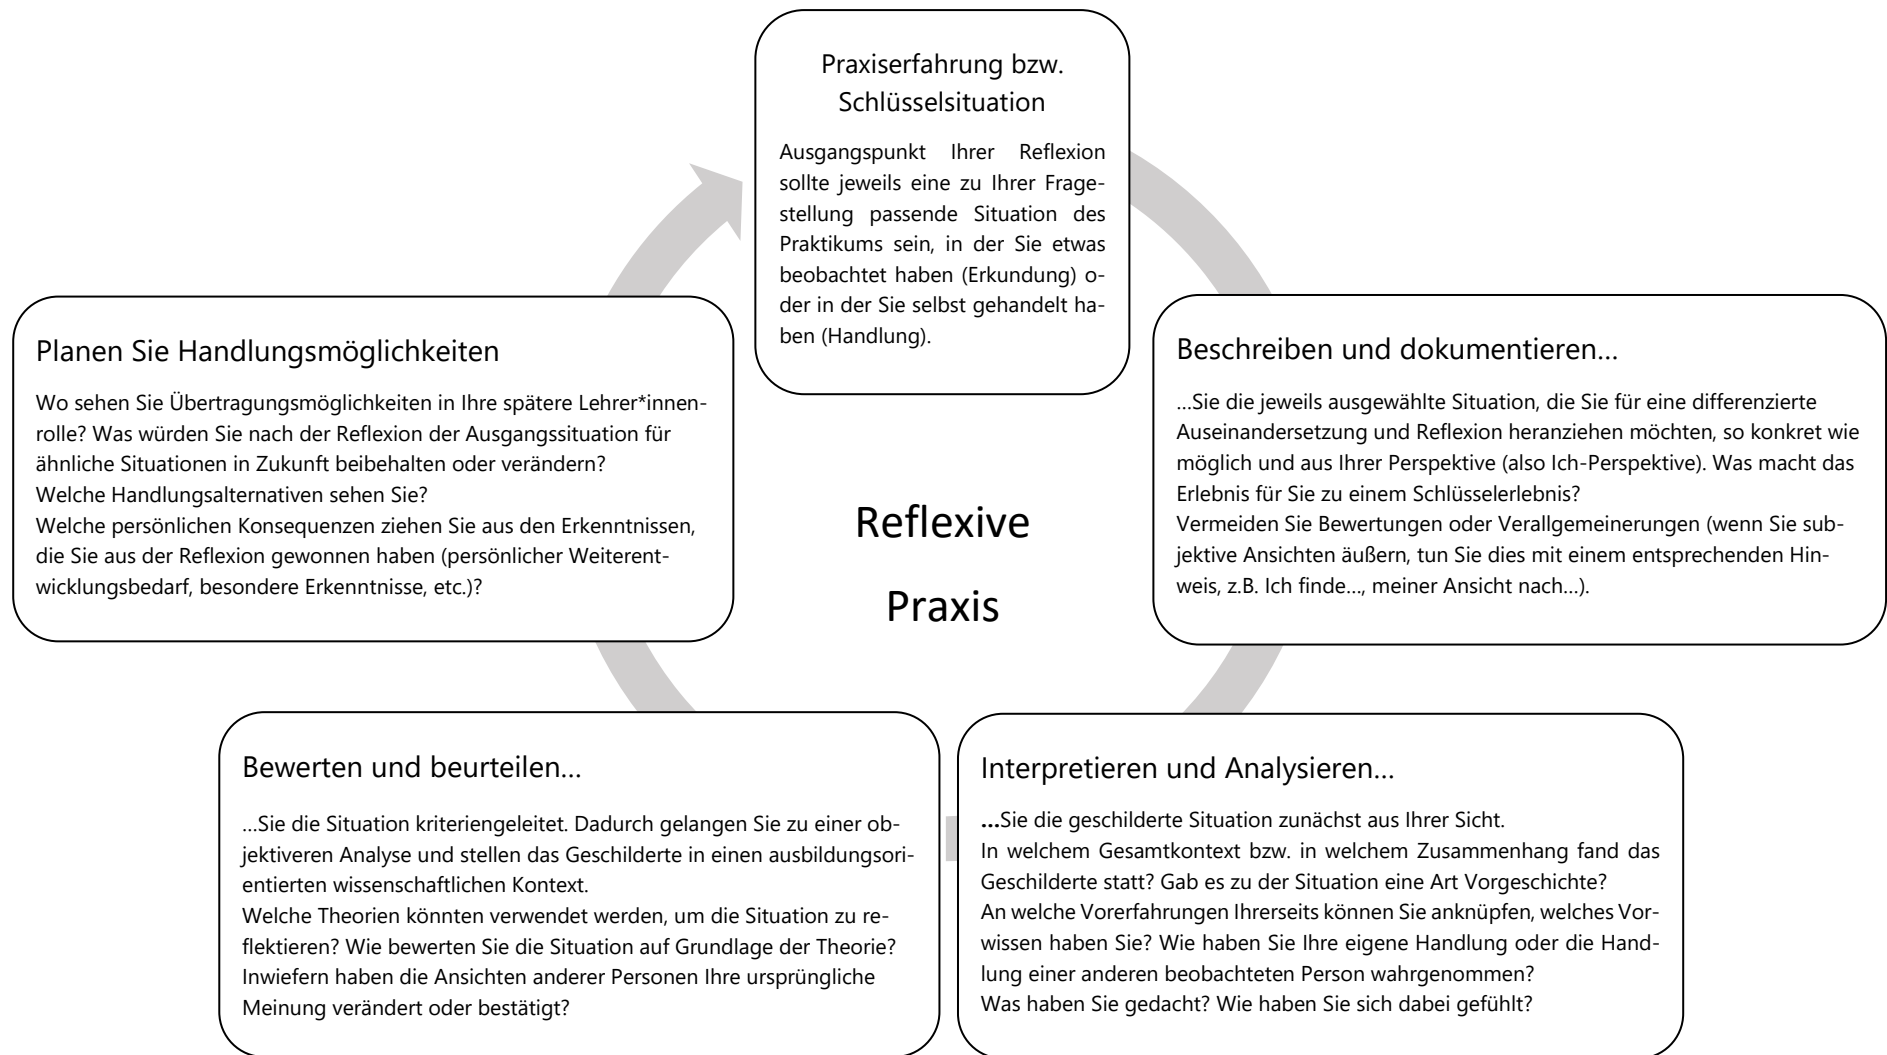 Praxiserfahrung bzw.
Schlüsselsituation
Ausgangspunkt Ihrer Reflexion
sollte jeweils eine zu Ihrer Frage-
stellung passende Situation des
Praktikums sein, in der Sie etwas
beobachtet haben (Erkundung) o-
der in der Sie selbst gehandelt ha-
ben (Handlung).
Beschreiben und dokumentieren…
…Sie die jeweils ausgewählte Situation, die Sie für eine differenzierte
Auseinandersetzung und Reflexion heranziehen möchten, so konkret wie
möglich und aus Ihrer Perspektive (also Ich-Perspektive). Was macht das
Erlebnis für Sie zu einem Schlüsselerlebnis?
Vermeiden Sie Bewertungen oder Verallgemeinerungen (wenn Sie sub-
jektive Ansichten äußern, tun Sie dies mit einem entsprechenden Hin-
weis, z.B. Ich finde…, meiner Ansicht nach…).
Interpretieren und Analysieren…
…Sie die geschilderte Situation zunächst aus Ihrer Sicht.
In welchem Gesamtkontext bzw. in welchem Zusammenhang fand das
Geschilderte statt? Gab es zu der Situation eine Art Vorgeschichte?
An welche Vorerfahrungen Ihrerseits können Sie anknüpfen, welches Vor-
wissen haben Sie? Wie haben Sie Ihre eigene Handlung oder die Hand-
lung einer anderen beobachteten Person wahrgenommen?
Was haben Sie gedacht? Wie haben Sie sich dabei gefühlt?
Bewerten und beurteilen…
…Sie die Situation kriteriengeleitet. Dadurch gelangen Sie zu einer ob-
jektiveren Analyse und stellen das Geschilderte in einen ausbildungsori-
entierten wissenschaftlichen Kontext.
Welche Theorien könnten verwendet werden, um die Situation zu re-
flektieren? Wie bewerten Sie die Situation auf Grundlage der Theorie?
Inwiefern haben die Ansichten anderer Personen Ihre ursprüngliche
Meinung verändert oder bestätigt?
Planen Sie Handlungsmöglichkeiten
Wo sehen Sie Übertragungsmöglichkeiten in Ihre spätere Lehrer*innen-
rolle? Was würden Sie nach der Reflexion der Ausgangssituation für
ähnliche Situationen in Zukunft beibehalten oder verändern?
Welche Handlungsalternativen sehen Sie?
Welche persönlichen Konsequenzen ziehen Sie aus den Erkenntnissen,
die Sie aus der Reflexion gewonnen haben (persönlicher Weiterent-
wicklungsbedarf, besondere Erkenntnisse, etc.)?
Reflexive
Praxis